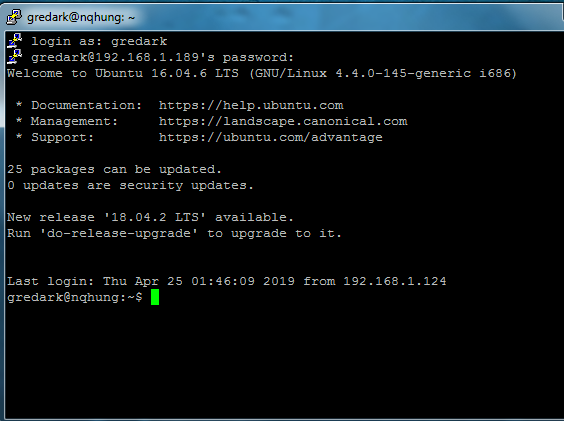 gredark@nqhung: ~
login as: gredark
gredark@192.168.1.189's password:
Welcome to Ubuntu 16.04.6 LTS (GNU/Linux 4.4.0-145-generic i686)
* Documentation:  https://help.ubuntu.com
* Management:     https://landscape.canonical.com
* Support:        https://ubuntu.com/advantage
25 packages can be updated.
0 updates are security updates.
New release '18.04.2 LTS' available.
Run 'do-release-upgrade' to upgrade to it.
Last login: Thu Apr 25 01:46:09 2019 from 192.168.1.124
gredark@nqhung:~$